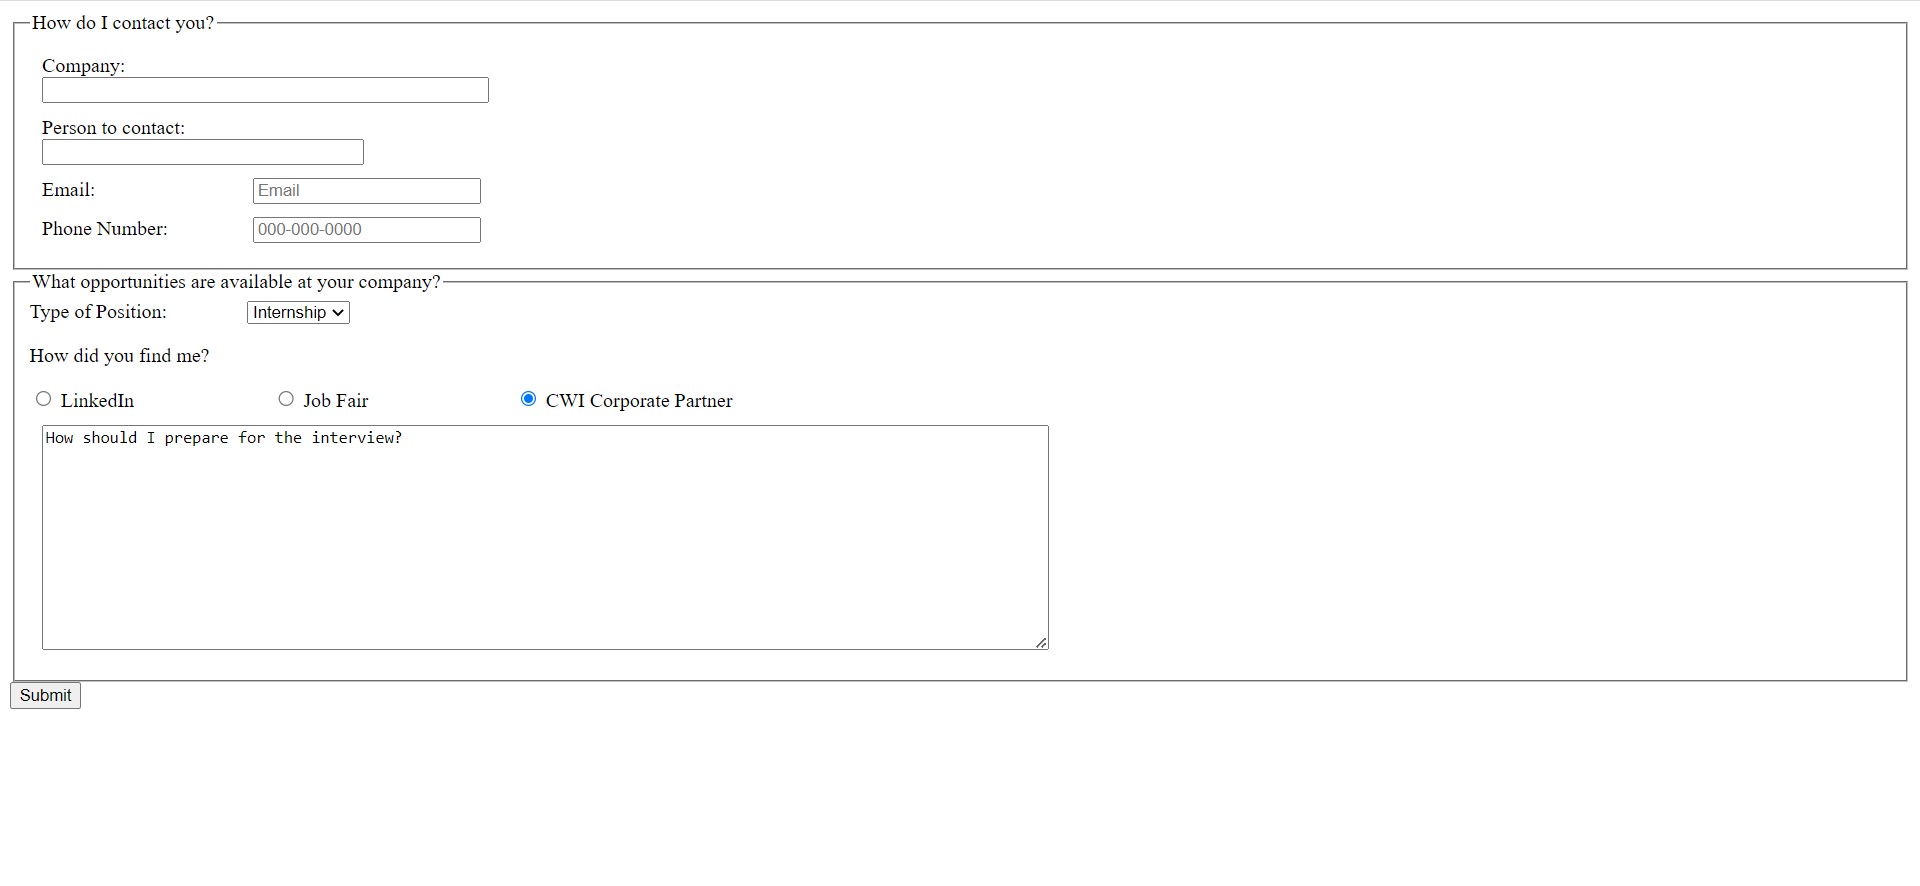 How do I contact you?
Company:
Person to contact:
Email: Email
Phone Number: 000-000-0000
What opportunities are available at your company?
Type of Position: Internship
How did you find me?
LinkedIn Job Fair CWI Corporate Partner
How should I prepare for the interview?
Submit